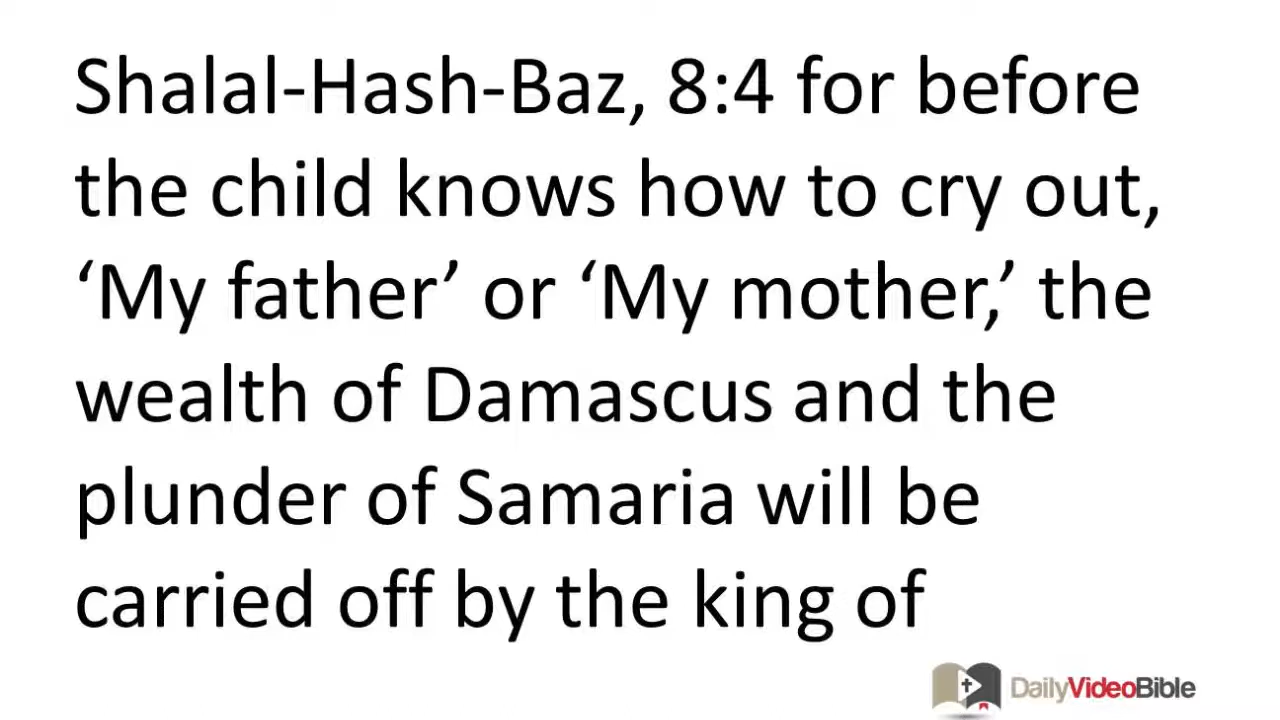 Shalal-Hash-Baz, 8:4 for before
the child knows how to cry out,
‘My father’ or ‘My mother,’ the
wealth of Damascus and the
plunder of Samaria will be
carried off by the king of
DailyVideoBible